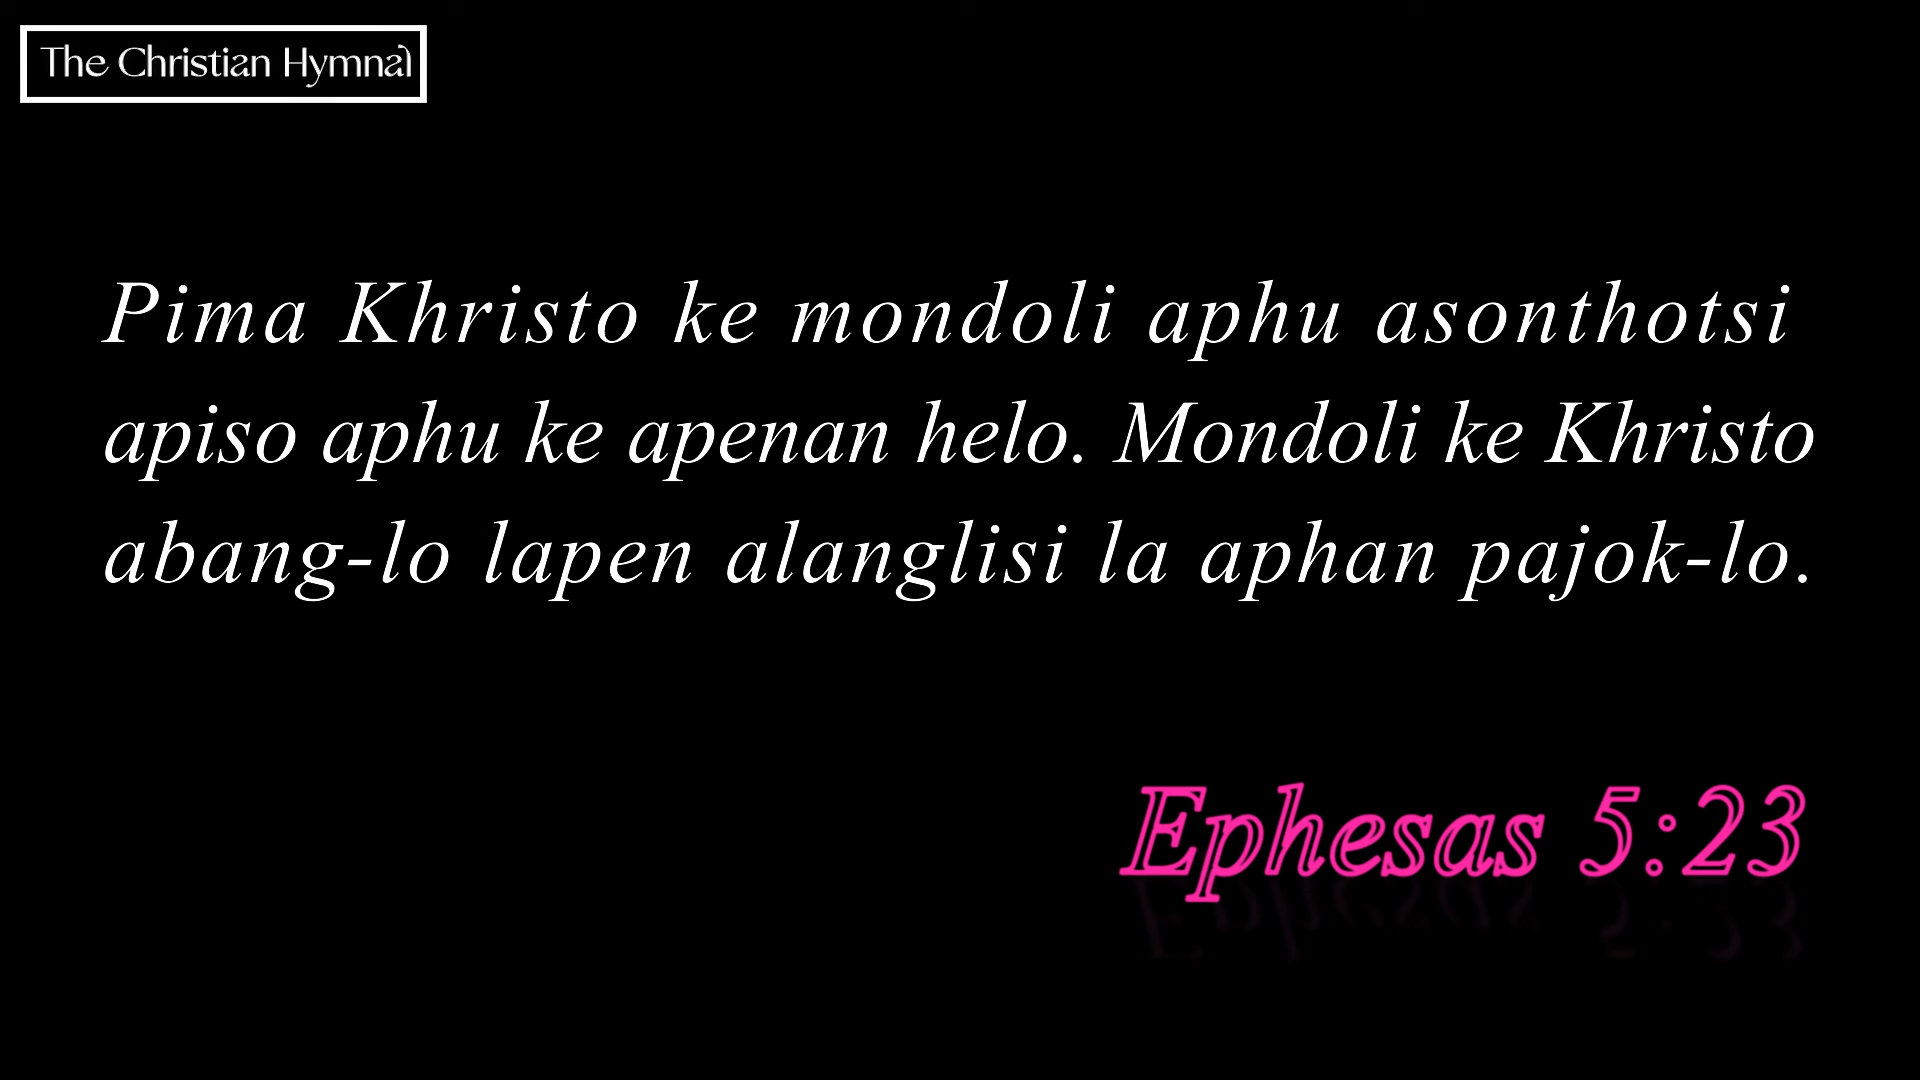 The Christian Hymnal
Pima Khristo ke mondoli aphu asonthotsi
apiso aphu ke apenan helo. Mondoli ke Khristo
abang-lo lapen alanglisi la aphan pajok-lo.
Ephesas 5:23